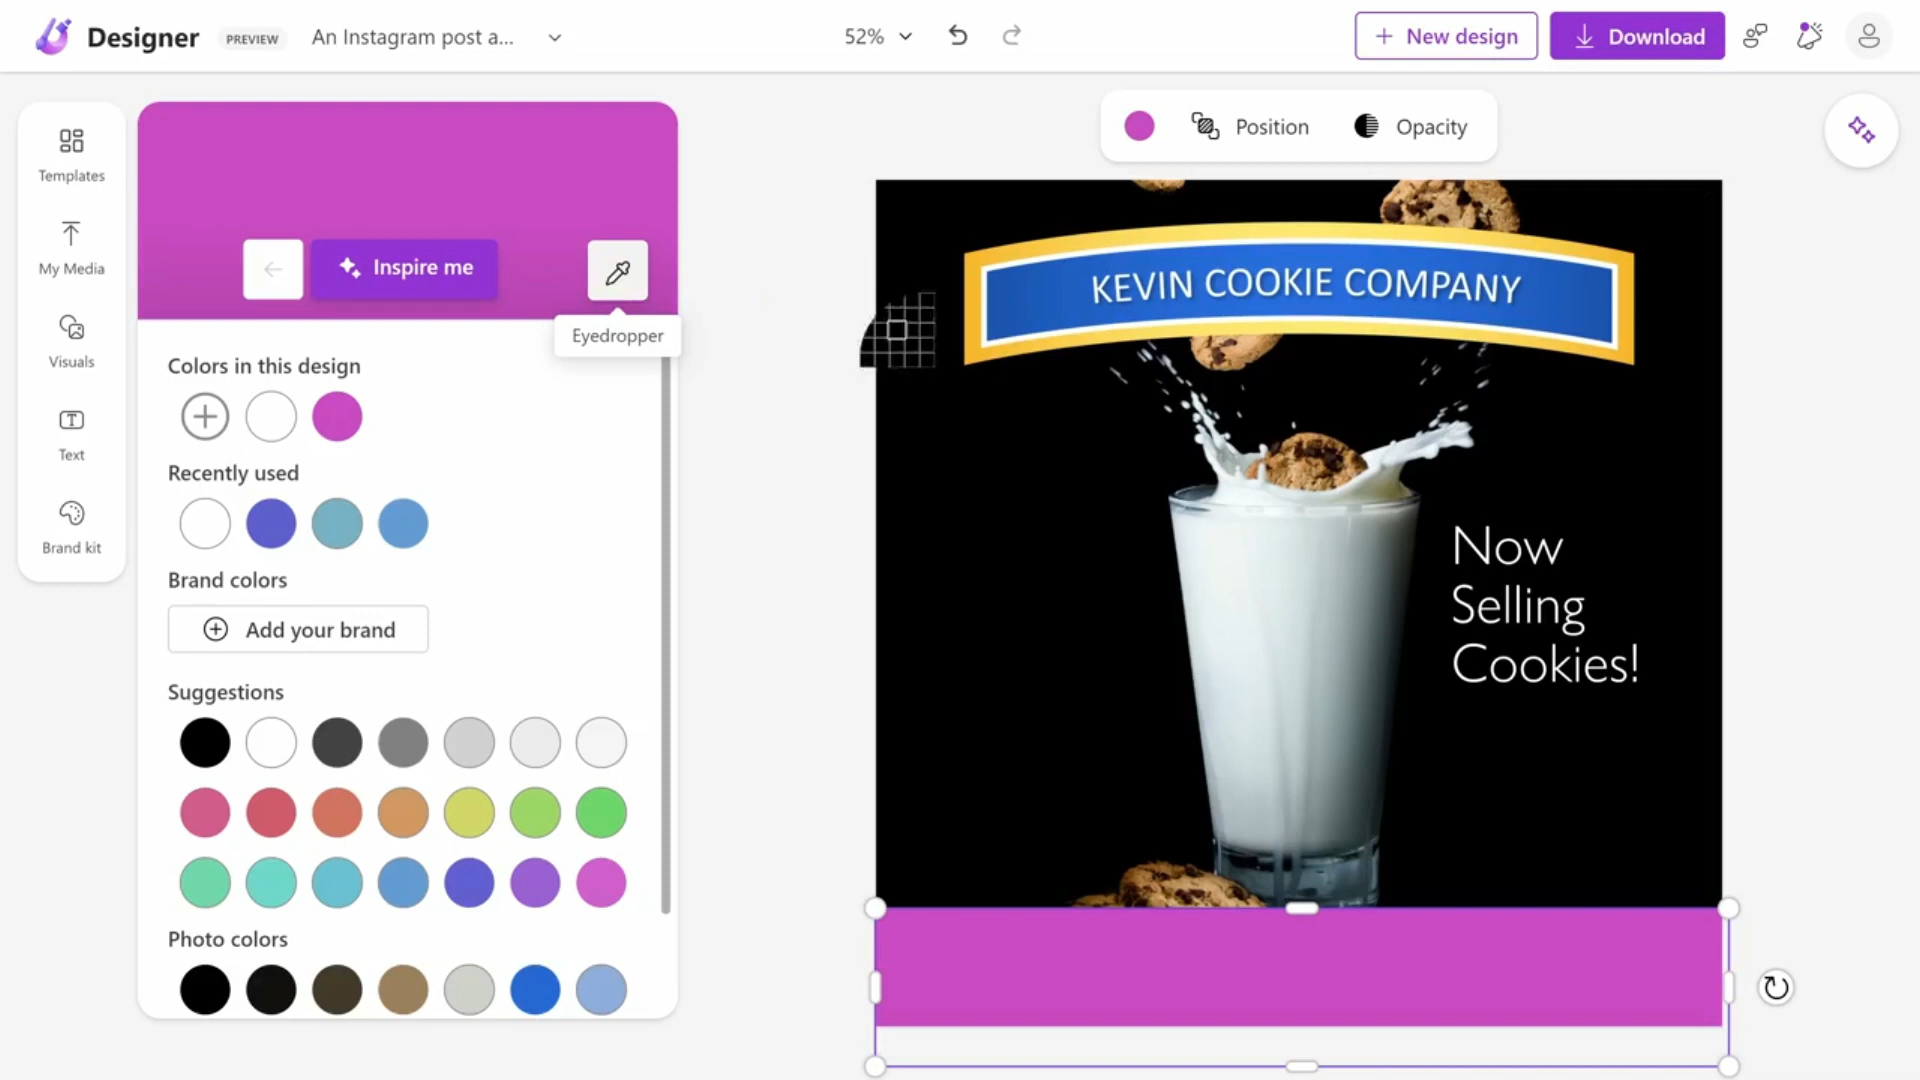 Designer PREVIEW An Instagram post a... 52% New design Download
Templates
My Media
Visuals
Text
Brand kit
Inspire me
Eyedropper
Colors in this design
Recently used
Brand colors
Add your brand
Suggestions
Photo colors
Position Opacity
KEVIN COOKIE COMPANY
Now
Selling
Cookies!